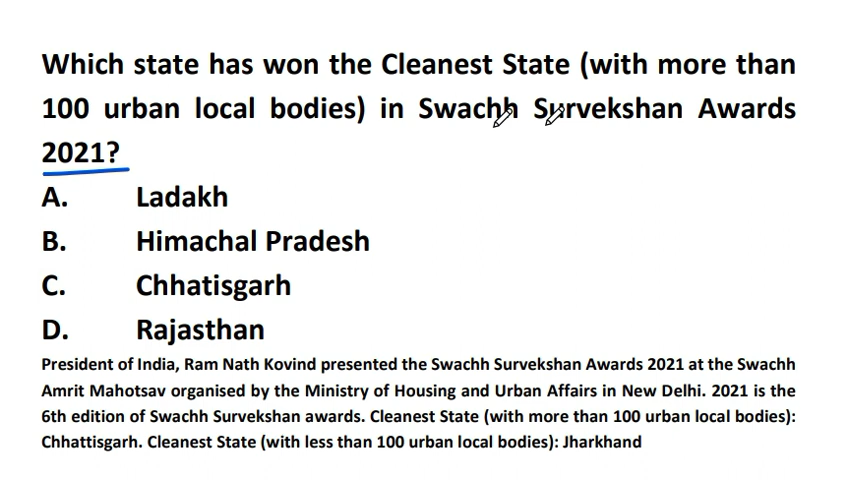 Which state has won the Cleanest State (with more than
100 urban local bodies) in Swachh Survekshan Awards
2021?
A. Ladakh
B. Himachal Pradesh
C. Chhatisgarh
D. Rajasthan
President of India, Ram Nath Kovind presented the Swachh Survekshan Awards 2021 at the Swachh
Amrit Mahotsav organised by the Ministry of Housing and Urban Affairs in New Delhi. 2021 is the
6th edition of Swachh Survekshan awards. Cleanest State (with more than 100 urban local bodies):
Chhattisgarh. Cleanest State (with less than 100 urban local bodies): Jharkhand